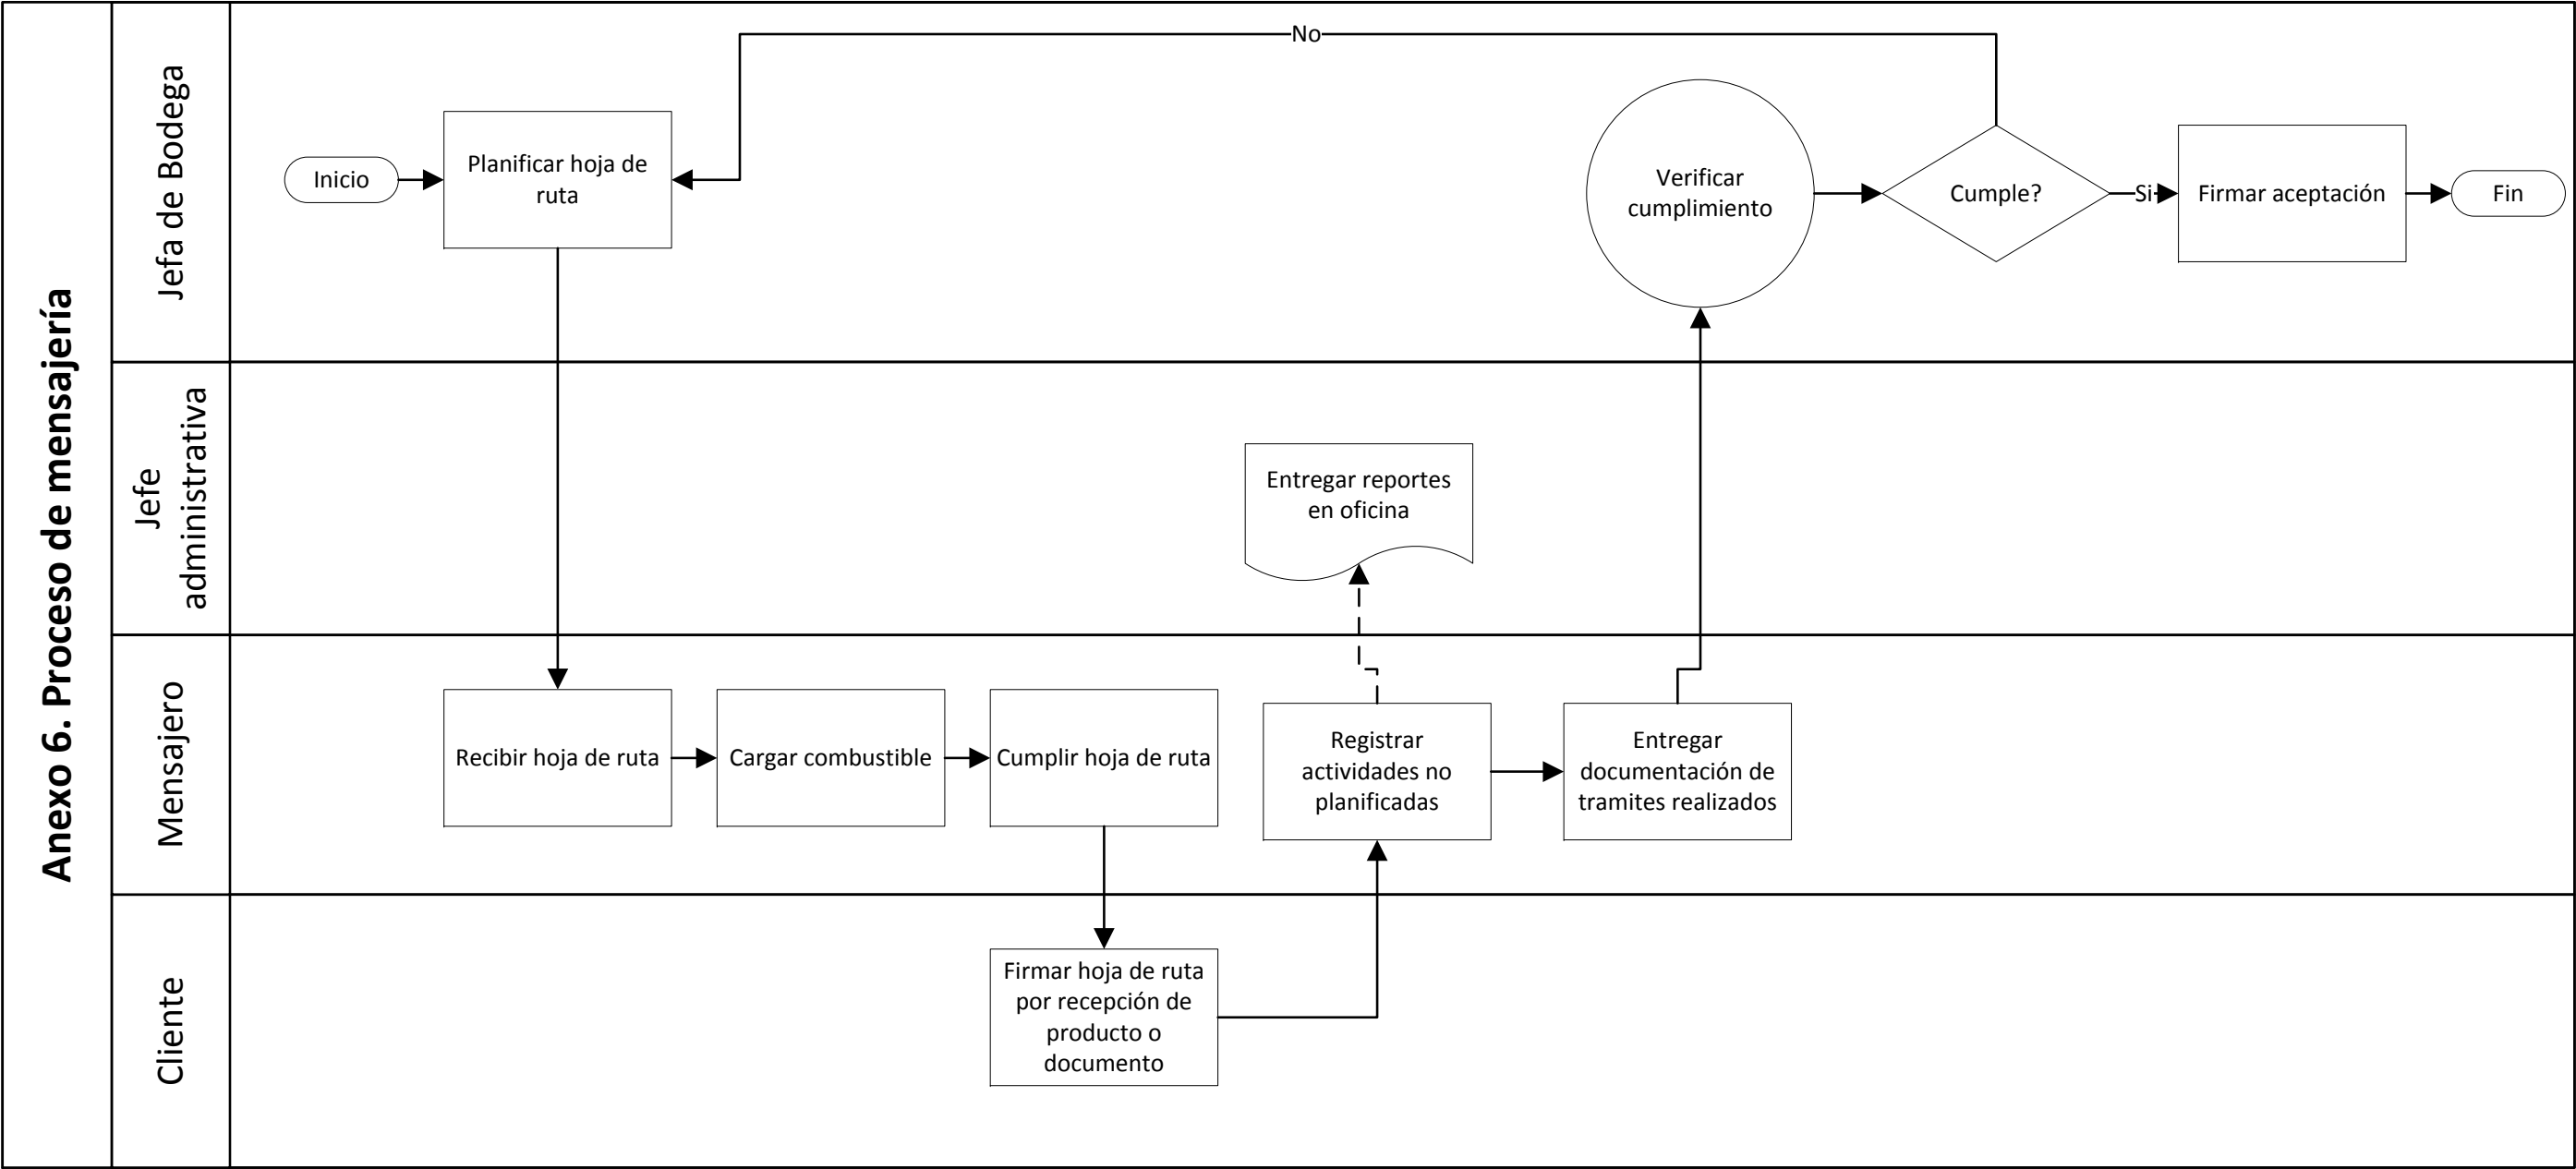 Anexo 6. Proceso de mensajería
Jefa de Bodega
Inicio
Planificar hoja de
ruta
No
Verificar
cumplimiento
Cumple?
Si
Firmar aceptación
Fin
Jefe
administrativa
Entregar reportes
en oficina
Mensajero
Recibir hoja de ruta
Cargar combustible
Cumplir hoja de ruta
Registrar
actividades no
planificadas
Entregar
documentación de
tramites realizados
Cliente
Firmar hoja de ruta
por recepción de
producto o
documento